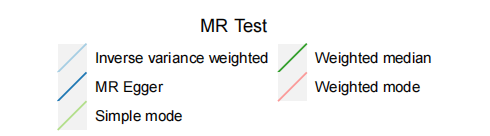 MR Test
Inverse variance weighted
Weighted median
MR Egger
Weighted mode
Simple mode